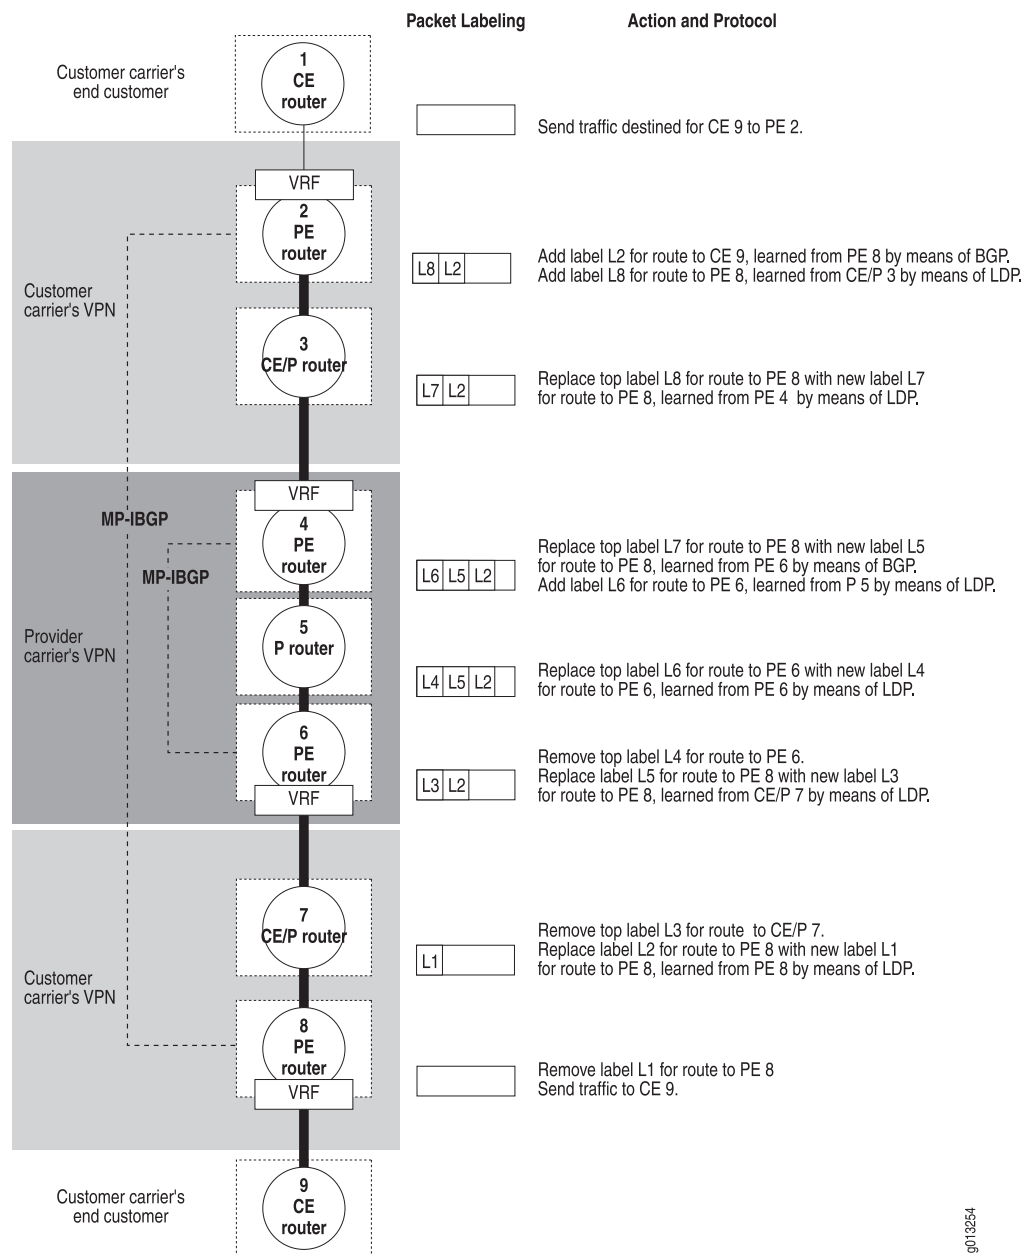 Packet Labeling
Action and Protocol
Customer carrier's
end customer
1
CE
router
Send traffic destined for CE 9 to PE 2.
VRF
2
PE
router
L8 L2
Add label L2 for route to CE 9, learned from PE 8 by means of BGP.
Add label L8 for route to PE 8, learned from CE/P 3 by means of LDP.
Customer
carrier's VPN
3
CE/P router
L7 L2
Replace top label L8 for route to PE 8 with new label L7
for route to PE 8, learned from PE 4 by means of LDP.
VRF
MP-IBGP
4
PE
router
MP-IBGP
L6 L5 L2
Replace top label L7 for route to PE 8 with new label L5
for route to PE 8, learned from PE 6 by means of BGP.
Add label L6 for route to PE 6, learned from P 5 by means of LDP.
Provider
carrier's VPN
5
P router
L4 L5 L2
Replace top label L6 for route to PE 6 with new label L4
for route to PE 6, learned from PE 6 by means of LDP.
6
PE
router
VRF
L3 L2
Remove top label L4 for route to PE 6.
Replace label L5 for route to PE 8 with new label L3
for route to PE 8, learned from CE/P 7 by means of LDP.
7
CE/P router
L1
Remove top label L3 for route to CE/P 7.
Replace label L2 for route to PE 8 with new label L1
for route to PE 8, learned from PE 8 by means of LDP.
Customer
carrier's VPN
8
PE
router
VRF
Remove label L1 for route to PE 8
Send traffic to CE 9.
Customer carrier's
end customer
9
CE
router
g013254